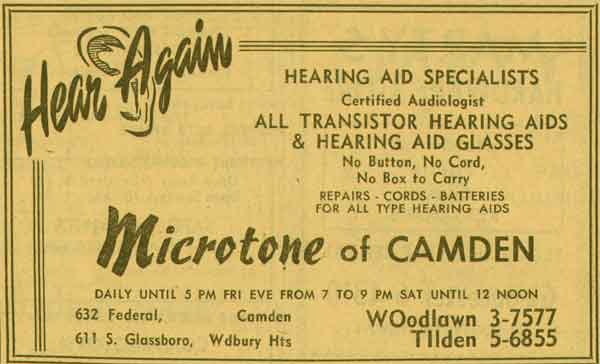 Hear Again
HEARING AID SPECIALISTS
Certified Audiologist
ALL TRANSISTOR HEARING AIDS
& HEARING AID GLASSES
No Button, No Cord,
No Box to Carry
REPAIRS - CORDS - BATTERIES
FOR ALL TYPE HEARING AIDS
Microtone of CAMDEN
DAILY UNTIL 5 PM FRI EVE FROM 7 TO 9 PM SAT UNTIL 12 NOON
632 Federal, Camden WOodlawn 3-7577
611 S. Glassboro, Wdbury Hts TIlden 5-6855